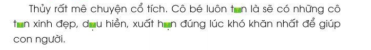 Thủy rất mê chuyện cổ tích. Cô bé luôn là sẽ có những cô
xinh đẹp, hiền, xuất đúng lúc khó khăn nhất để giúp
con người.